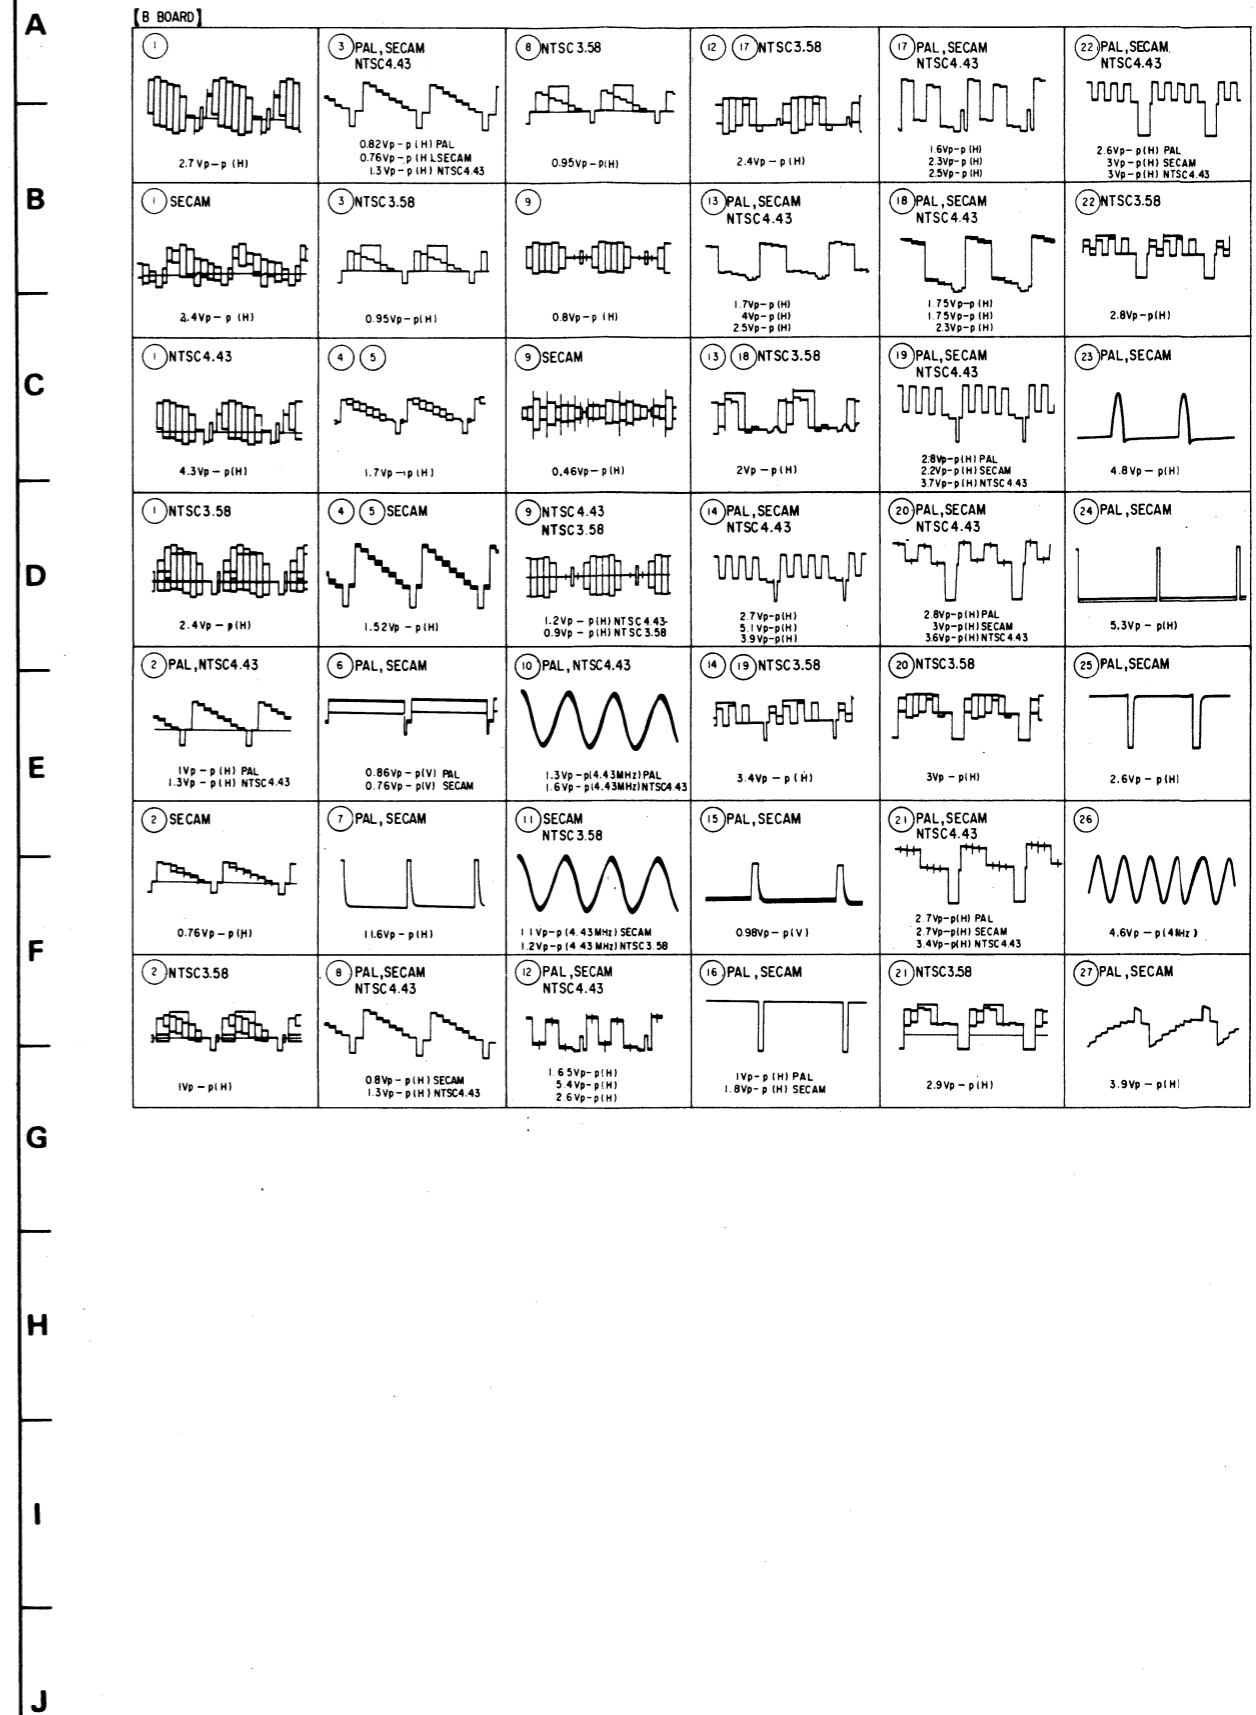 [B BOARD]
A
B
C
D
E
F
G
H
I
J
1
2.7Vp-p (H)
3 PAL,SECAM
NTSC4.43
0.82Vp-p (H) PAL
0.76Vp-p (H) SECAM
1.3Vp-p (H) NTSC4.43
8 NTSC3.58
0.95Vp-p(H)
12 17 NTSC3.58
2.4Vp-p (H)
17 PAL,SECAM
NTSC4.43
1.6Vp-p (H)
2.3Vp-p (H)
2.5Vp-p (H)
22 PAL,SECAM
NTSC4.43
2.6Vp-p(H) PAL
3Vp-p(H) SECAM
3Vp-p(H) NTSC4.43
1 SECAM
2.4Vp-p (H)
3 NTSC3.58
0.95Vp-p(H)
9
0.8Vp-p (H)
13 PAL,SECAM
NTSC4.43
1.7Vp-p (H)
4Vp-p (H)
2.5Vp-p (H)
18 PAL,SECAM
NTSC4.43
1.75Vp-p(H)
1.75Vp-p(H)
2.3Vp-p(H)
22 NTSC3.58
2.8Vp-p(H)
1 NTSC4.43
4.3Vp-p(H)
4 5
1.7Vp-p(H)
9 SECAM
0.46Vp-p(H)
13 18 NTSC3.58
2Vp-p(H)
19 PAL,SECAM
NTSC4.43
2.8Vp-p(H) PAL
2.2Vp-p(H) SECAM
3.7Vp-p(H) NTSC4.43
23 PAL,SECAM
4.8Vp-p(H)
1 NTSC3.58
2.4Vp-p(H)
4 5 SECAM
1.52Vp-p(H)
9 NTSC4.43
NTSC3.58
1.2Vp-p(H) NTSC4.43
0.9Vp-p(H) NTSC3.58
14 PAL,SECAM
NTSC4.43
2.7Vp-p(H)
5.1Vp-p(H)
3.9Vp-p(H)
20 PAL,SECAM
NTSC4.43
2.8Vp-p(H) PAL
3Vp-p(H) SECAM
3.6Vp-p(H) NTSC4.43
24 PAL,SECAM
5.3Vp-p(H)
2 PAL,NTSC4.43
1Vp-p (H) PAL
1.3Vp-p (H) NTSC4.43
6 PAL,SECAM
0.86Vp-p(V) PAL
0.76Vp-p(V) SECAM
10 PAL,NTSC4.43
1.3Vp-p(4.43MHz) PAL
1.6Vp-p(4.43MHz) NTSC4.43
14 19 NTSC3.58
3.4Vp-p (H)
20 NTSC3.58
3Vp-p(H)
25 PAL,SECAM
2.6Vp-p(H)
2 SECAM
0.76Vp-p(H)
7 PAL,SECAM
11.6Vp-p(H)
11 SECAM
NTSC3.58
1.1Vp-p(4.43MHz) SECAM
1.2Vp-p(4.43MHz) NTSC3.58
15 PAL,SECAM
0.98Vp-p(V)
21 PAL,SECAM
NTSC4.43
2.7Vp-p(H) PAL
2.7Vp-p(H) SECAM
3.4Vp-p(H) NTSC4.43
26
4.6Vp-p(4MHz)
2 NTSC3.58
1Vp-p(H)
8 PAL,SECAM
NTSC4.43
0.8Vp-p(H) SECAM
1.3Vp-p(H) NTSC4.43
12 PAL,SECAM
NTSC4.43
1.65Vp-p(H)
5.4Vp-p(H)
2.6Vp-p(H)
16 PAL,SECAM
1Vp-p (H) PAL
1.8Vp-p (H) SECAM
21 NTSC3.58
2.9Vp-p(H)
27 PAL,SECAM
3.9Vp-p(H)